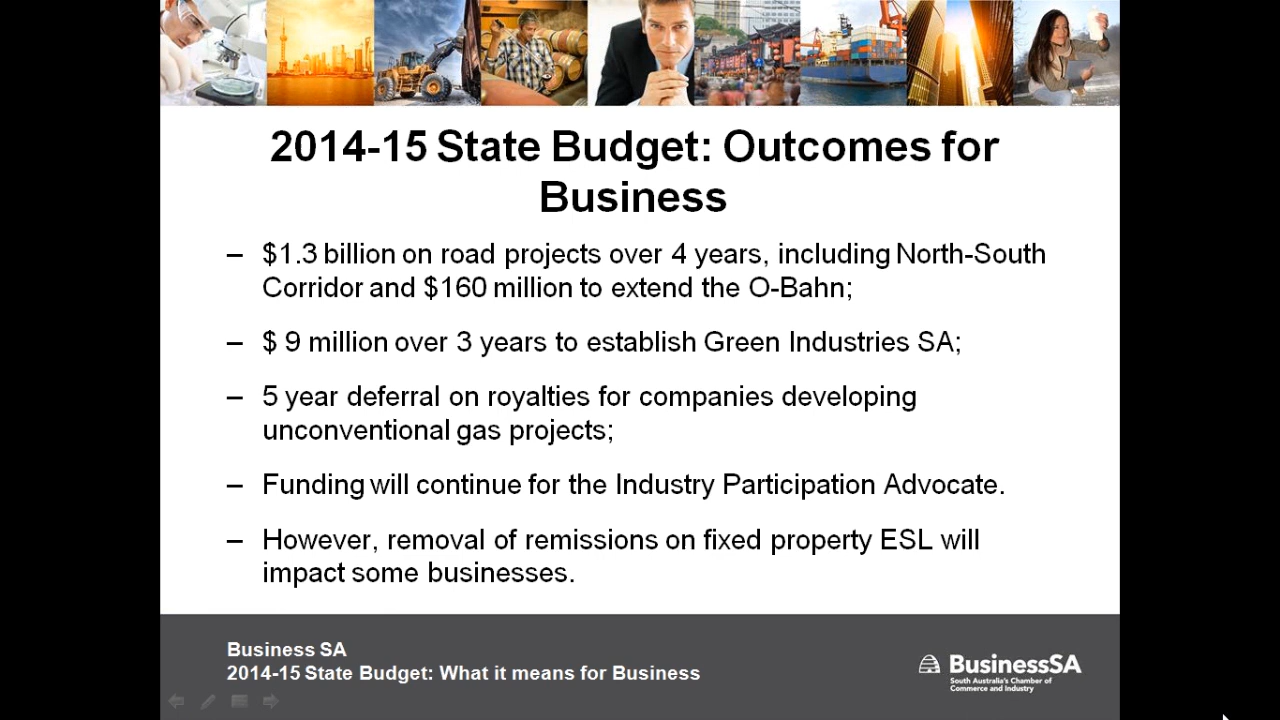 2014-15 State Budget: Outcomes for
Business
– $1.3 billion on road projects over 4 years, including North-South
Corridor and $160 million to extend the O-Bahn;
– $ 9 million over 3 years to establish Green Industries SA;
– 5 year deferral on royalties for companies developing
unconventional gas projects;
– Funding will continue for the Industry Participation Advocate.
– However, removal of remissions on fixed property ESL will
impact some businesses.
Business SA
2014-15 State Budget: What it means for Business
BusinessSA
South Australia's Chamber of
Commerce and Industry